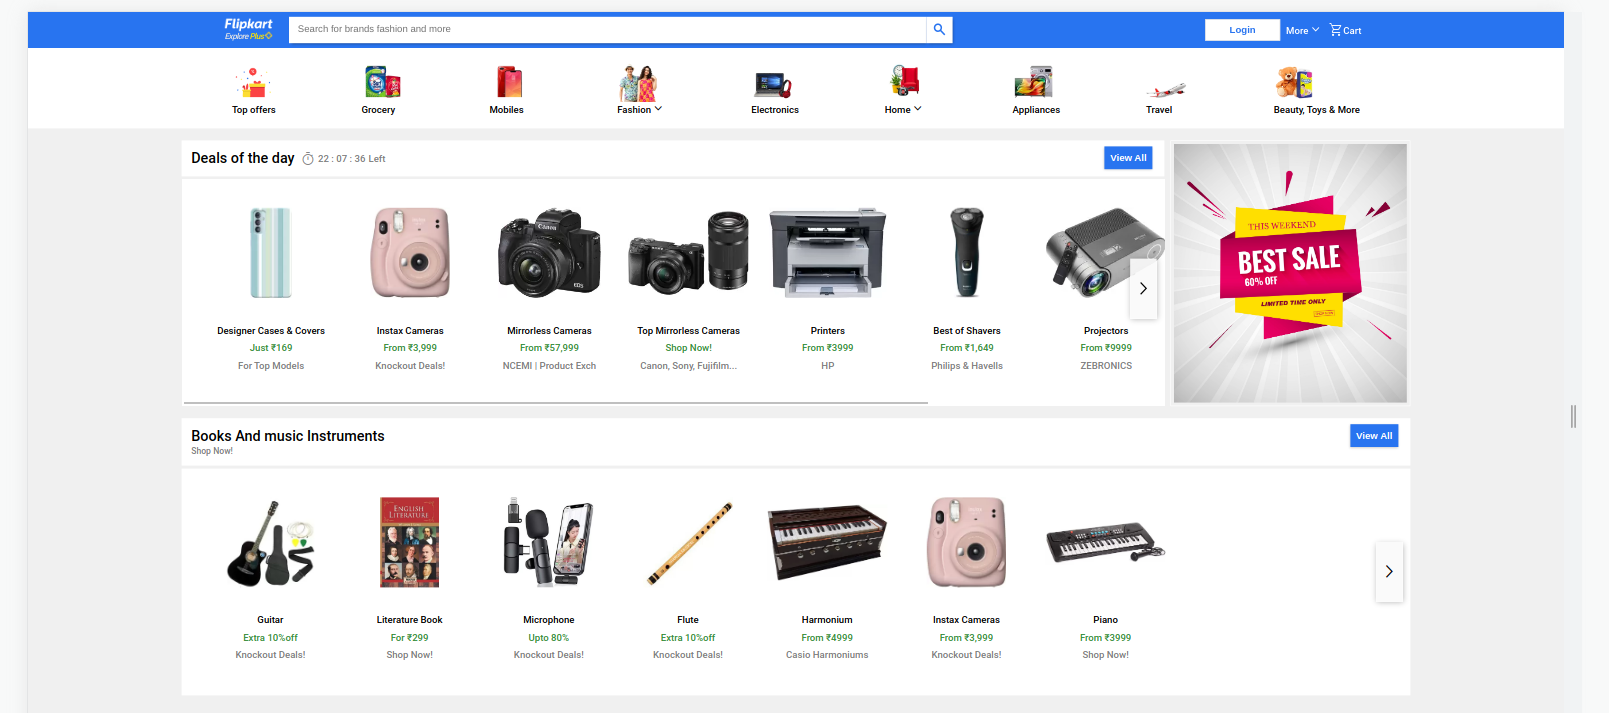 Flipkart
Explore Plus
Search for brands fashion and more
Login
More
Cart
Top offers
Grocery
Mobiles
Fashion
Electronics
Home
Appliances
Travel
Beauty, Toys & More
Deals of the day
22 : 07 : 36 Left
View All
Designer Cases & Covers
Just ₹169
For Top Models
Instax Cameras
From ₹3,999
Knockout Deals!
Canon
EOS
Mirrorless Cameras
From ₹57,999
NCEMI | Product Exch
Top Mirrorless Cameras
Shop Now!
Canon, Sony, Fujifilm...
Printers
From ₹3999
HP
Best of Shavers
From ₹1,649
Philips & Havells
Projectors
From ₹9999
ZEBRONICS
THIS WEEKEND
BEST SALE
60% OFF
LIMITED TIME ONLY
Books And music Instruments
Shop Now!
View All
Guitar
Extra 10%off
Knockout Deals!
ENGLISH
LITERATURE
Literature Book
For ₹299
Shop Now!
Microphone
Upto 80%
Knockout Deals!
Flute
Extra 10%off
Knockout Deals!
Harmonium
From ₹4999
Casio Harmoniums
Instax Cameras
From ₹3,999
Knockout Deals!
Piano
From ₹3999
Shop Now!